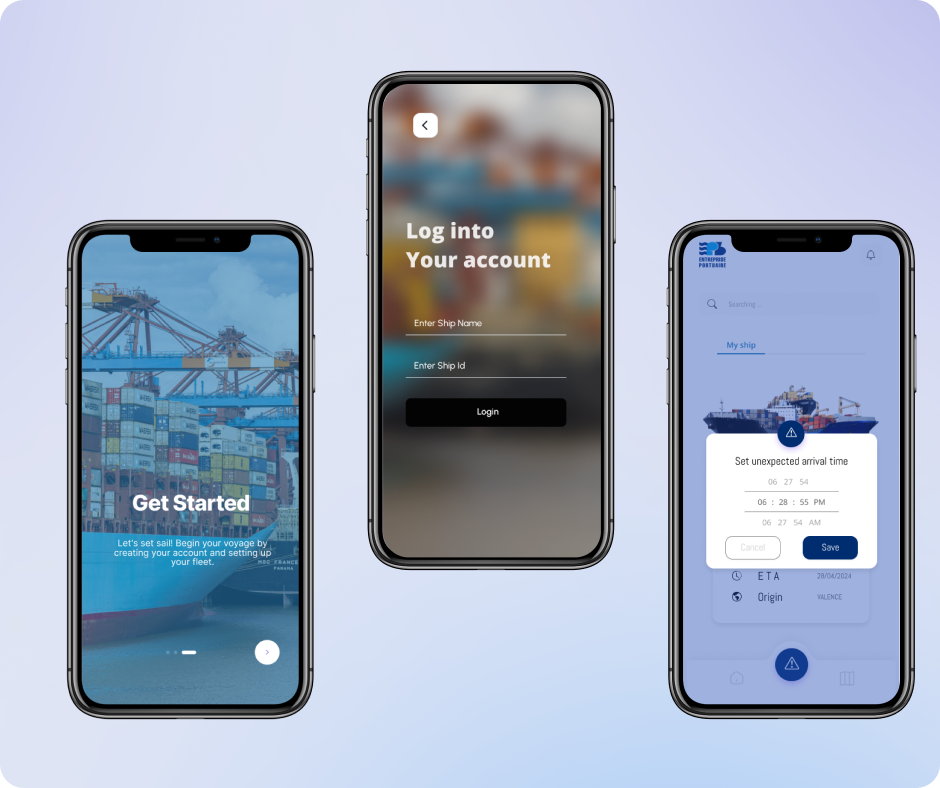 Get Started
Let's set sail! Begin your voyage by
creating your account and setting up
your fleet.
MSC FRANCE
PANAMA
Log into
Your account
Enter Ship Name
Enter Ship Id
Login
ENTREPRISE
PORTUAIRE
Searching...
My ship
Set unexpected arrival time
06 27 54
06 : 28 : 55 PM
06 27 54 AM
Cancel
Save
ETA 28/04/2024
Origin VALENCE